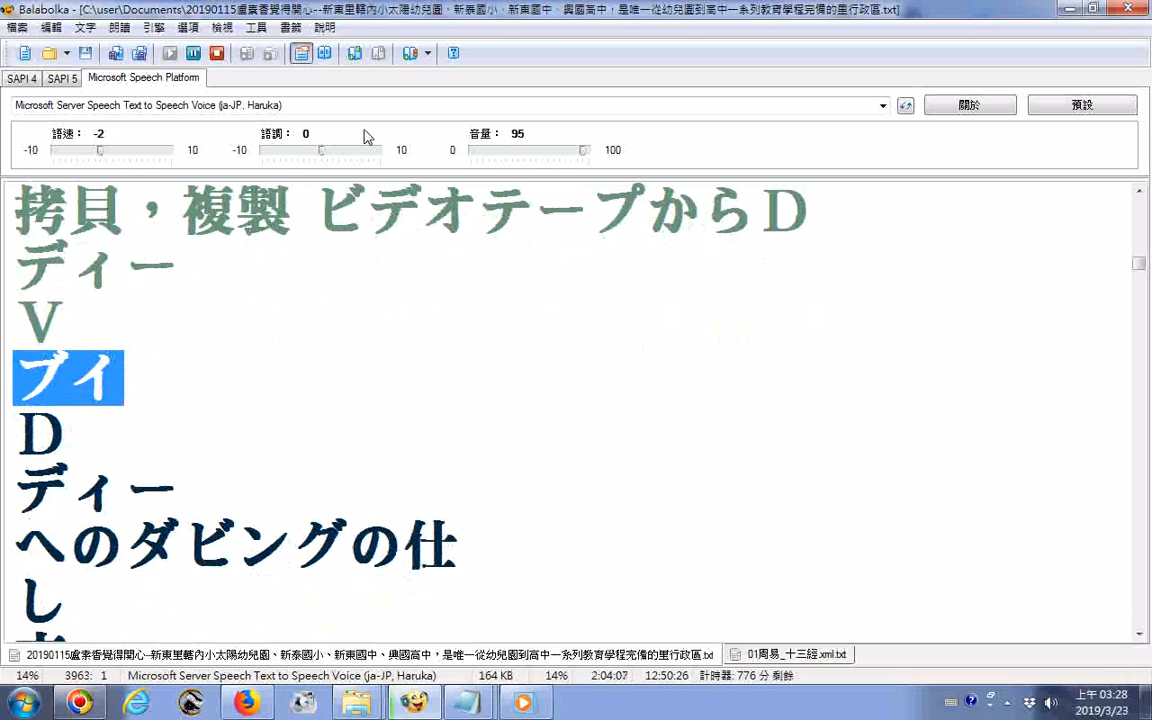 Balabolka - [C:\user\Documents\20190115盧素香覺得開心--新東里轄內小太陽幼兒園、新泰國小、新東國中、興國高中，是唯一從幼兒園到高中一系列教育學程完備的里行政區.txt]
檔案 編輯 文字 朗讀 引擎 選項 檢視 工具 書籤 說明
SAPI 4 SAPI 5 Microsoft Speech Platform
Microsoft Server Speech Text to Speech Voice (ja-JP, Haruka) 關於 預設
語速： -2 語調： 0 音量： 95
-10 10 -10 10 0 100
拷貝，複製 ビデオテープからＤ
ディー
Ｖ
ブイ
Ｄ
ディー
へのダビングの仕
し
20190115盧素香覺得開心--新東里轄內小太陽幼兒園、新泰國小、新東國中、興國高中，是唯一從幼兒園到高中一系列教育學程完備的里行政區.txt 01周易_十三經.xml.txt
14% 3963: 1 Microsoft Server Speech Text to Speech Voice (ja-JP, Haruka) 164 KB 14% 2:04:07 12:50:26 計時器: 776 分 剩餘
上午 03:28
2019/3/23